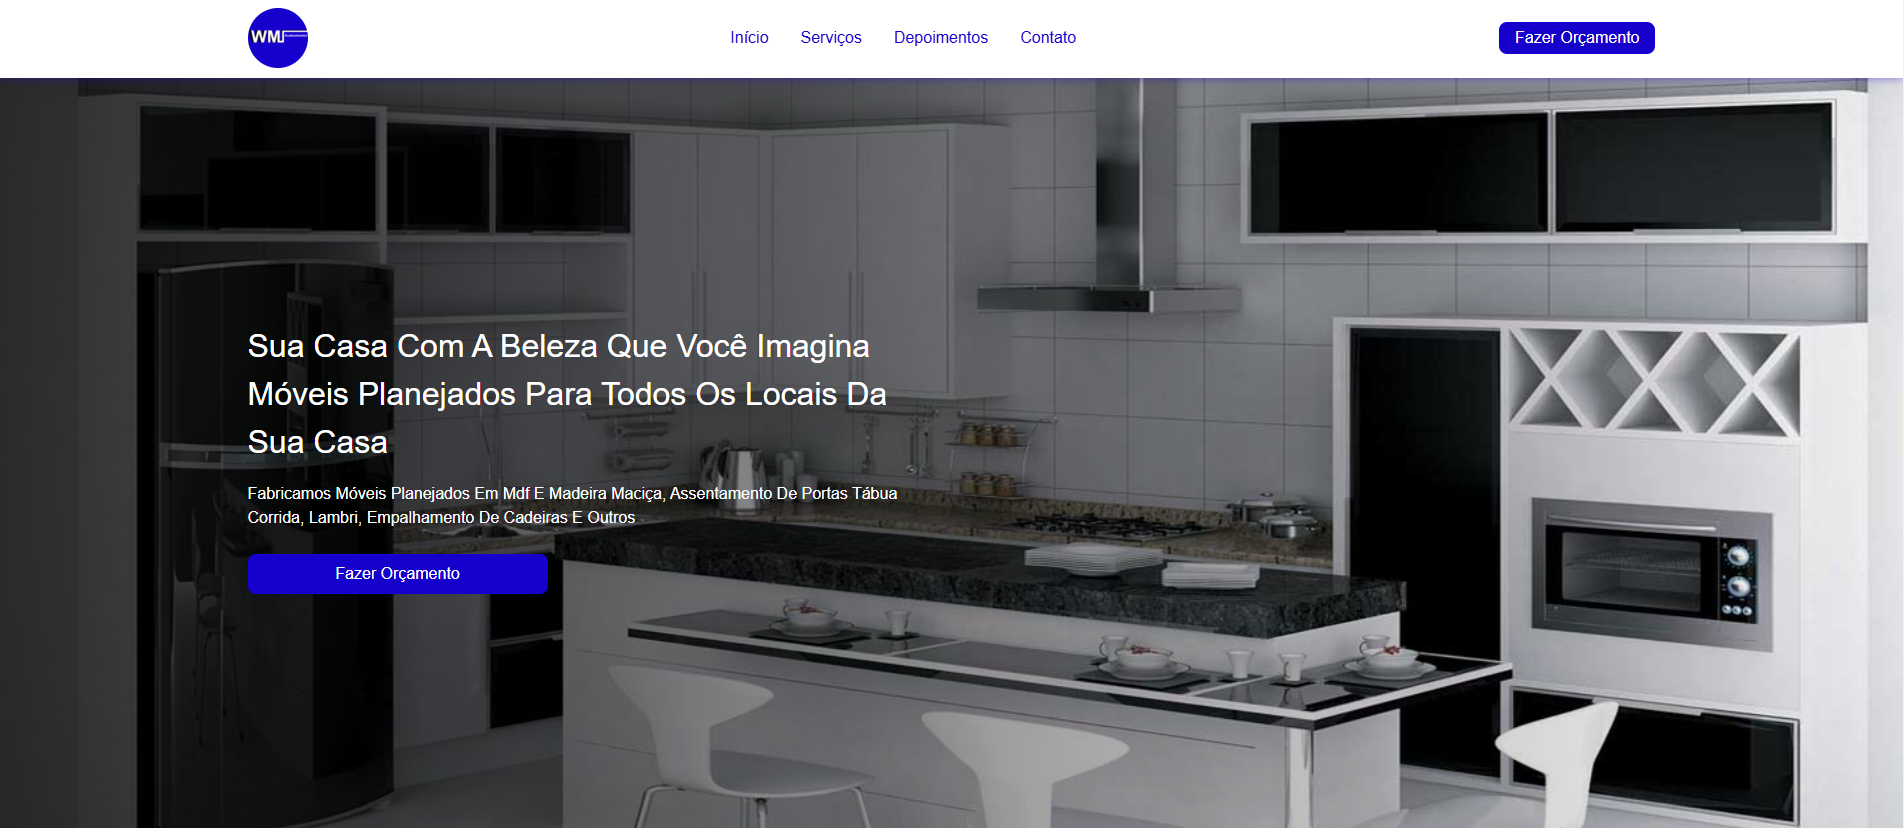 WML
Início
Serviços
Depoimentos
Contato
Fazer Orçamento
Sua Casa Com A Beleza Que Você Imagina
Móveis Planejados Para Todos Os Locais Da
Sua Casa
Fabricamos Móveis Planejados Em Mdf E Madeira Maciça, Assentamento De Portas Tábua
Corrida, Lambri, Empalhamento De Cadeiras E Outros
Fazer Orçamento